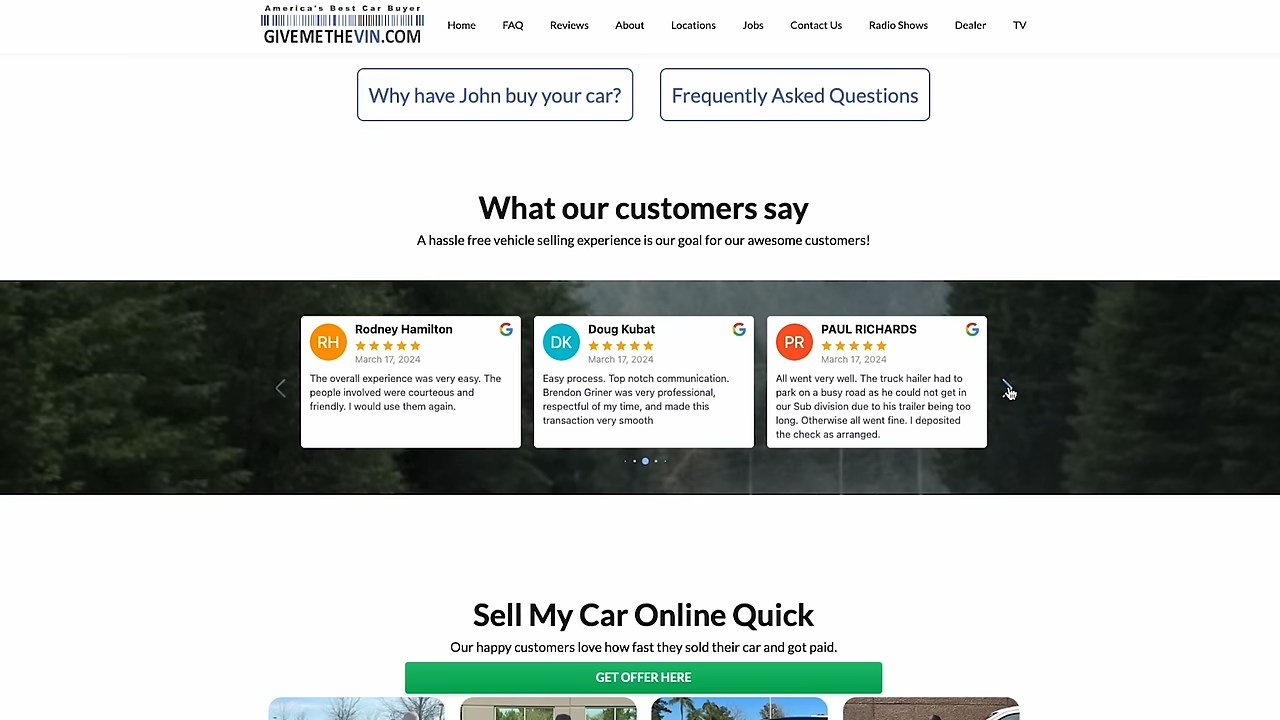 America's Best Car Buyer
GIVEMETHEVIN.COM
Home FAQ Reviews About Locations Jobs Contact Us Radio Shows Dealer TV
Why have John buy your car?
Frequently Asked Questions
What our customers say
A hassle free vehicle selling experience is our goal for our awesome customers!
RH
Rodney Hamilton
March 17, 2024
The overall experience was very easy. The
people involved were courteous and
friendly. I would use them again.
DK
Doug Kubat
March 17, 2024
Easy process. Top notch communication.
Brendon Griner was very professional,
respectful of my time, and made this
transaction very smooth
PR
PAUL RICHARDS
March 17, 2024
All went very well. The truck hailer had to
park on a busy road as he could not get in
our Sub division due to his trailer being too
long. Otherwise all went fine. I deposited
the check as arranged.
Sell My Car Online Quick
Our happy customers love how fast they sold their car and got paid.
GET OFFER HERE